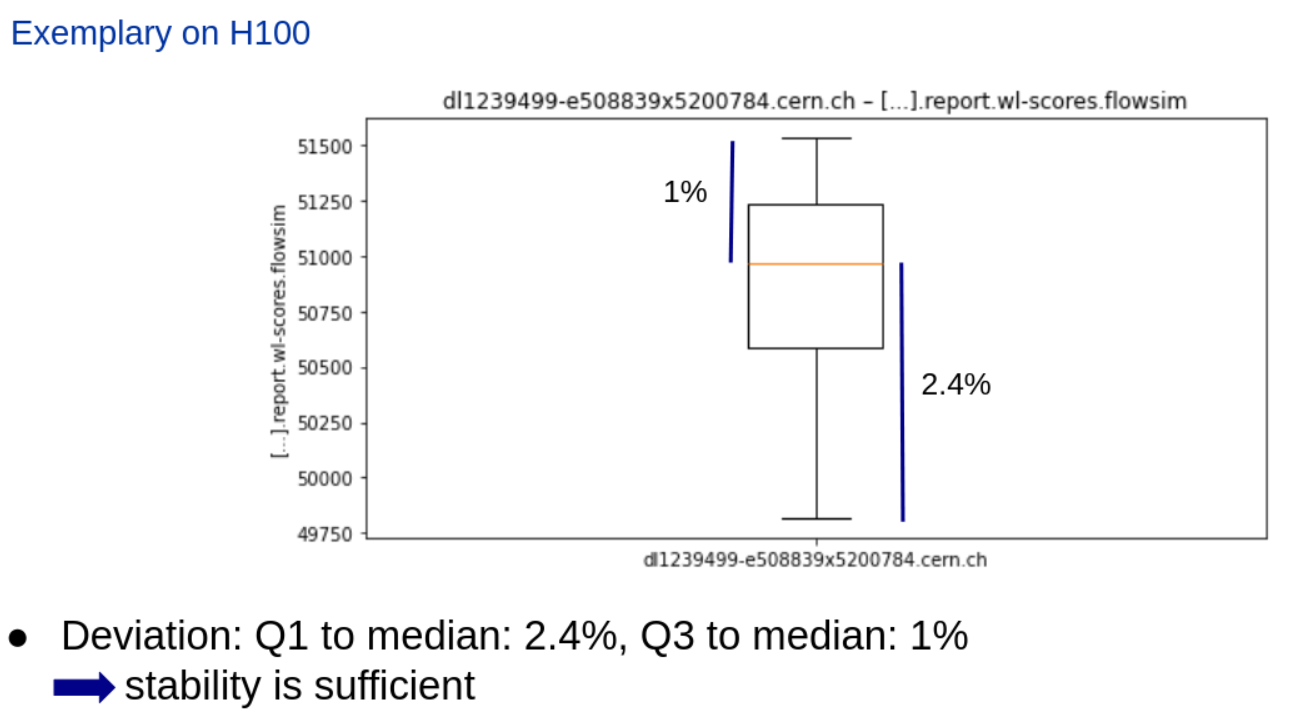 Exemplary on H100
dl1239499-e508839x5200784.cern.ch – [...].report.wl-scores.flowsim
[...].report.wl-scores.flowsim
51500
51250
51000
50750
50500
50250
50000
49750
1%
2.4%
dl1239499-e508839x5200784.cern.ch
● Deviation: Q1 to median: 2.4%, Q3 to median: 1%
stability is sufficient